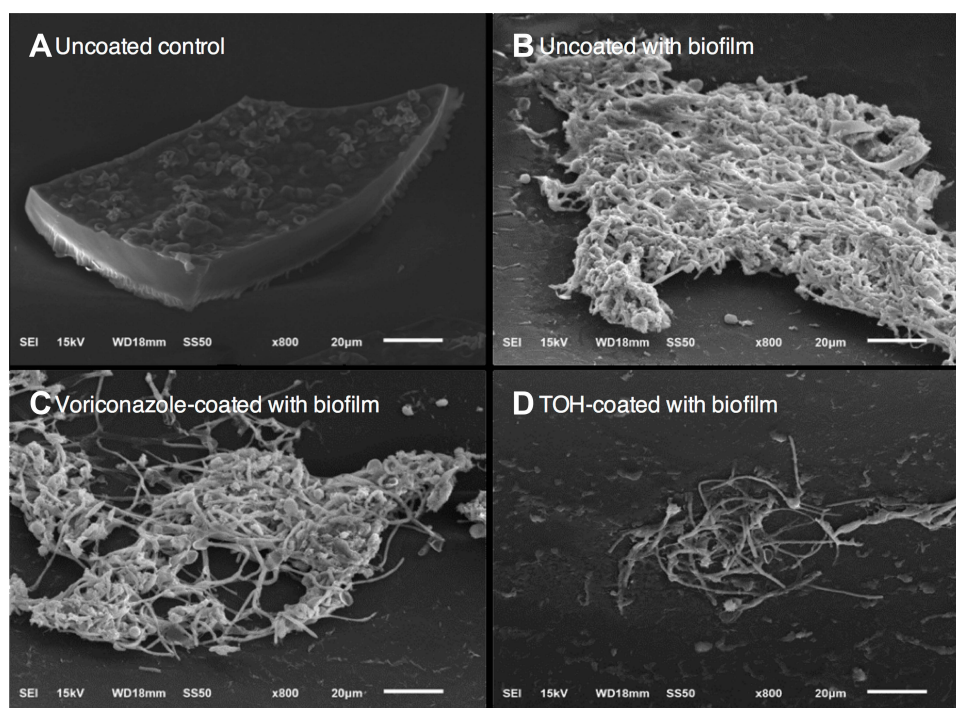 A Uncoated control
SEI 15kV WD18mm SS50 x800 20µm
B Uncoated with biofilm
SEI 15kV WD18mm SS50 x800 20µm
C Voriconazole-coated with biofilm
SEI 15kV WD18mm SS50 x800 20µm
D TOH-coated with biofilm
SEI 15kV WD18mm SS50 x800 20µm